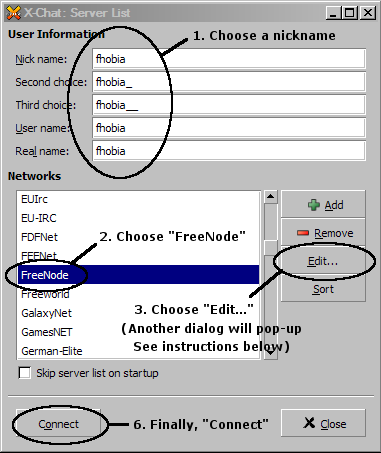 X-Chat: Server List
User Information
1. Choose a nickname
Nick name: fhobia
Second choice: fhobia_
Third choice: fhobia__
User name: fhobia
Real name: fhobia
Networks
EUIrc
EU-IRC
FDFNet
FEFNet
FreeNode
Freeworld
GalaxyNet
GamesNET
German-Elite
Add
Remove
Edit...
Sort
2. Choose "FreeNode"
3. Choose "Edit..."
(Another dialog will pop-up
See instructions below)
Skip server list on startup
Connect
6. Finally, "Connect"
Close